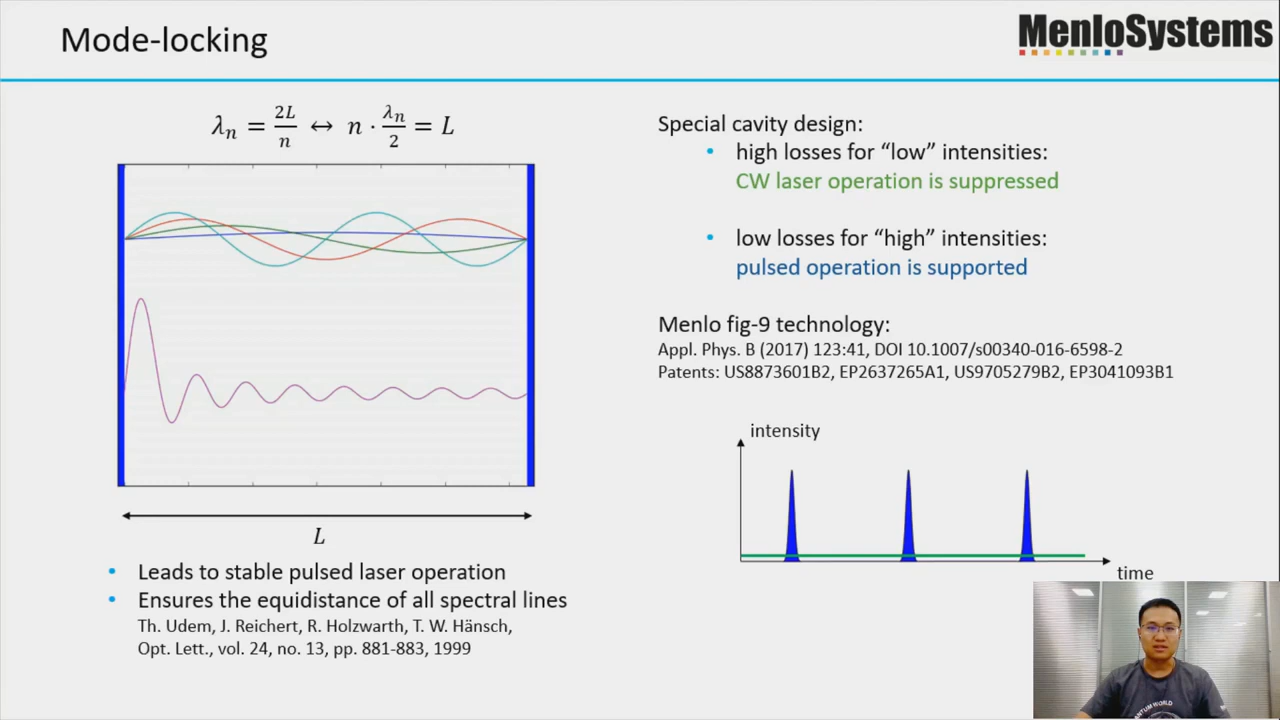 Mode-locking
MenloSystems
λₙ = 2L/n ↔ n · λₙ/2 = L
L
• Leads to stable pulsed laser operation
• Ensures the equidistance of all spectral lines
Th. Udem, J. Reichert, R. Holzwarth, T. W. Hänsch,
Opt. Lett., vol. 24, no. 13, pp. 881-883, 1999
Special cavity design:
• high losses for “low” intensities:
CW laser operation is suppressed
• low losses for “high” intensities:
pulsed operation is supported
Menlo fig-9 technology:
Appl. Phys. B (2017) 123:41, DOI 10.1007/s00340-016-6598-2
Patents: US8873601B2, EP2637265A1, US9705279B2, EP3041093B1
intensity
time
WORLD